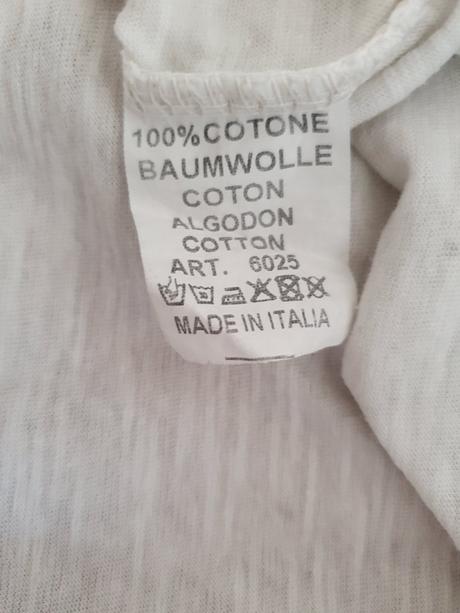 100% COTONE
BAUMWOLLE
COTON
ALGODON
COTTON
ART. 6025
MADE IN ITALIA